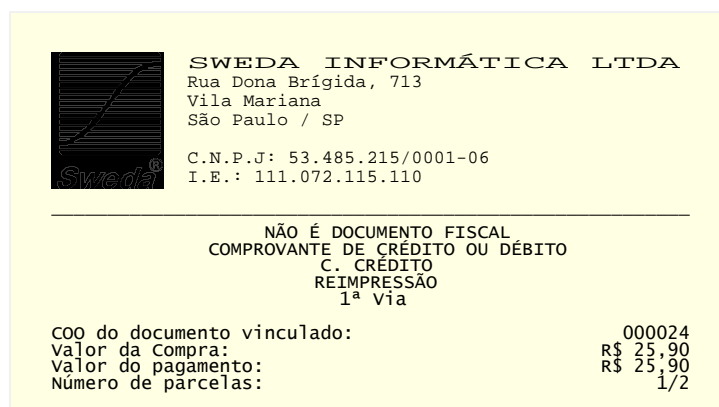 SWEDA INFORMÁTICA LTDA
Rua Dona Brígida, 713
Vila Mariana
São Paulo / SP
C.N.P.J: 53.485.215/0001-06
I.E.: 111.072.115.110
Sweda®
NÃO É DOCUMENTO FISCAL
COMPROVANTE DE CRÉDITO OU DÉBITO
C. CRÉDITO
REIMPRESSÃO
1ª Via
COO do documento vinculado: 000024
Valor da Compra: R$ 25,90
Valor do pagamento: R$ 25,90
Número de parcelas: 1/2